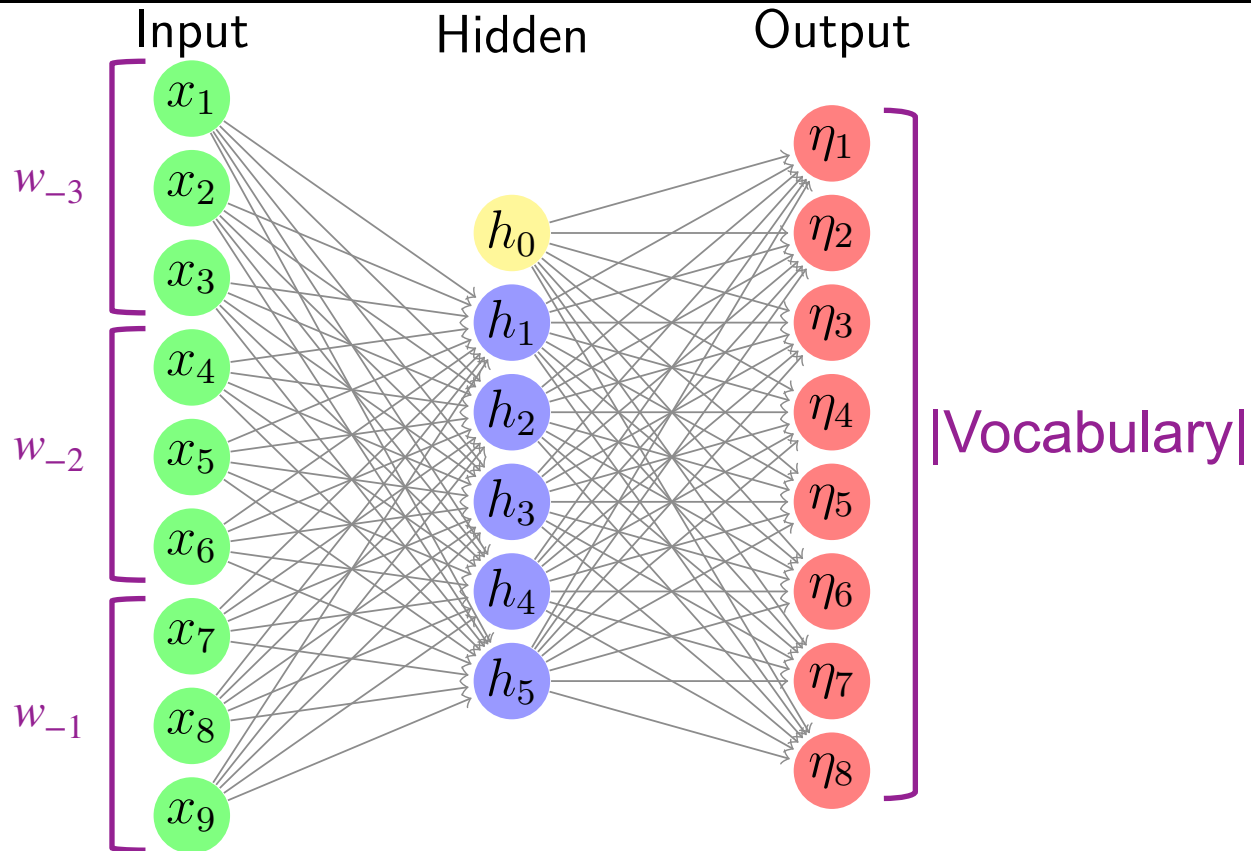 Input Hidden Output
x₁
x₂
x₃
x₄
x₅
x₆
x₇
x₈
x₉
w₋₃
w₋₂
w₋₁
h₀
h₁
h₂
h₃
h₄
h₅
η₁
η₂
η₃
η₄
η₅
η₆
η₇
η₈
|Vocabulary|